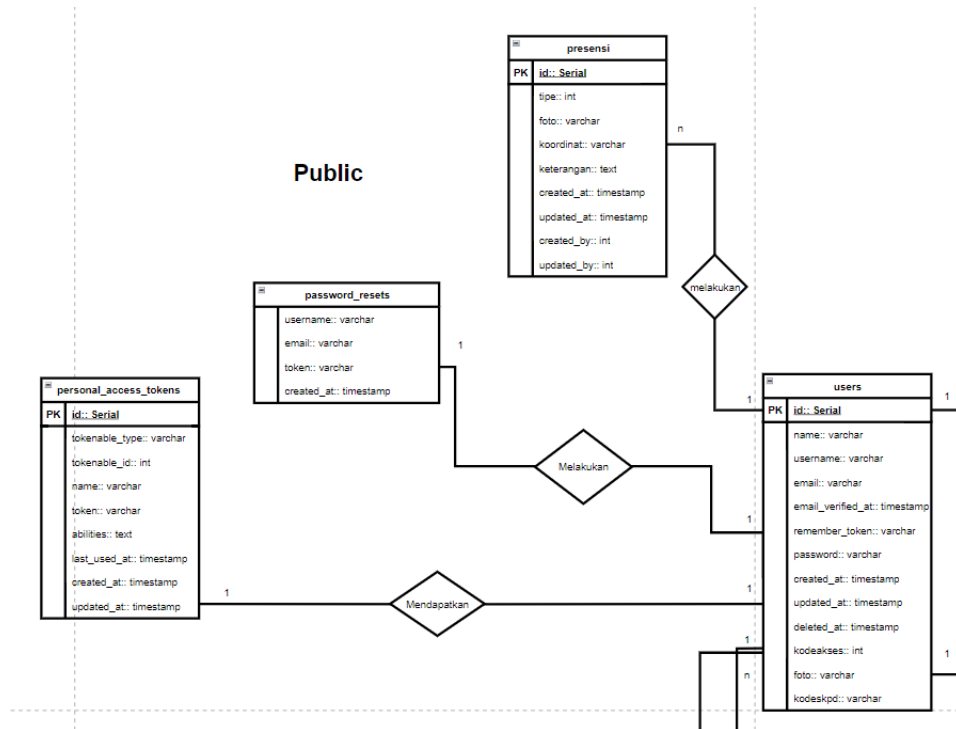 presensi
PK id:: Serial
tipe:: int
foto:: varchar
koordinat:: varchar
keterangan:: text
created_at:: timestamp
updated_at:: timestamp
created_by:: int
updated_by:: int
n
Public
melakukan
password_resets
username:: varchar
email:: varchar
token:: varchar
created_at:: timestamp
1
personal_access_tokens
PK id:: Serial
tokenable_type:: varchar
tokenable_id:: int
name:: varchar
token:: varchar
abilities:: text
last_used_at:: timestamp
created_at:: timestamp
updated_at:: timestamp
1
Melakukan
Mendapatkan
1
1
1
1
n
users
PK id:: Serial
name:: varchar
username:: varchar
email:: varchar
email_verified_at:: timestamp
remember_token:: varchar
password:: varchar
created_at:: timestamp
updated_at:: timestamp
deleted_at:: timestamp
kodeakses:: int
foto:: varchar
kodeskpd:: varchar
1
1